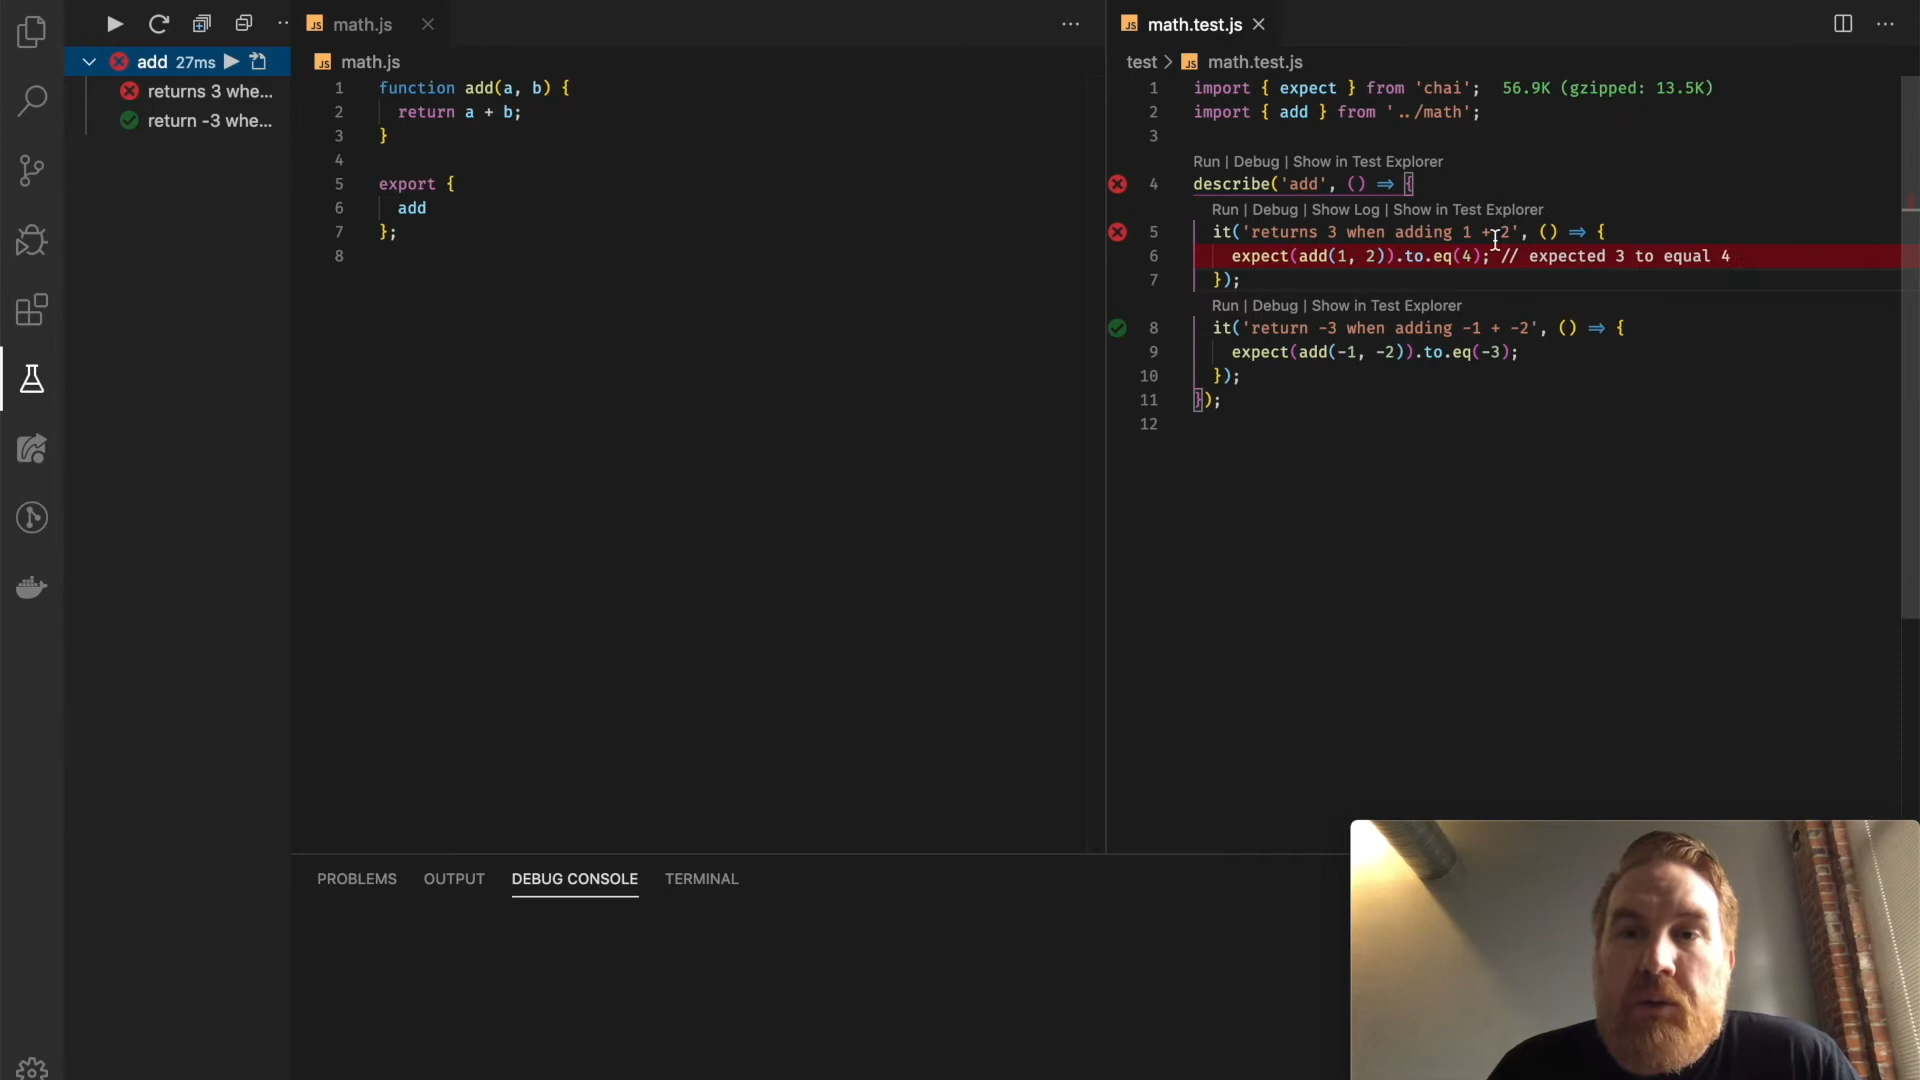 add 27ms
returns 3 whe...
return -3 whe...
JS math.js
JS math.js
1 function add(a, b) {
2 return a + b;
3 }
4
5 export {
6 add
7 };
8
JS math.test.js
test > JS math.test.js
1 import { expect } from 'chai'; 56.9K (gzipped: 13.5K)
2 import { add } from '../math';
3
Run | Debug | Show in Test Explorer
4 describe('add', () => {
Run | Debug | Show Log | Show in Test Explorer
5 it('returns 3 when adding 1 + 2', () => {
6 expect(add(1, 2)).to.eq(4); // expected 3 to equal 4
7 });
Run | Debug | Show in Test Explorer
8 it('return -3 when adding -1 + -2', () => {
9 expect(add(-1, -2)).to.eq(-3);
10 });
11 });
12
PROBLEMS OUTPUT DEBUG CONSOLE TERMINAL